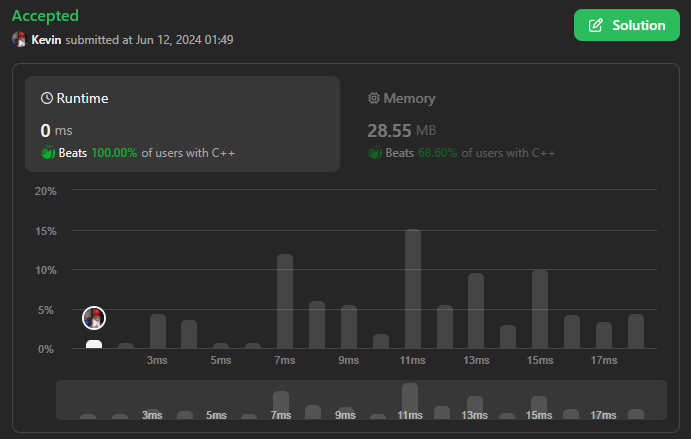 Accepted
Solution
Kevin submitted at Jun 12, 2024 01:49
Runtime
0 ms
Beats 100.00% of users with C++
Memory
28.55 MB
Beats 68.60% of users with C++
20%
15%
10%
5%
0%
3ms 5ms 7ms 9ms 11ms 13ms 15ms 17ms
3ms 5ms 7ms 9ms 11ms 13ms 15ms 17ms